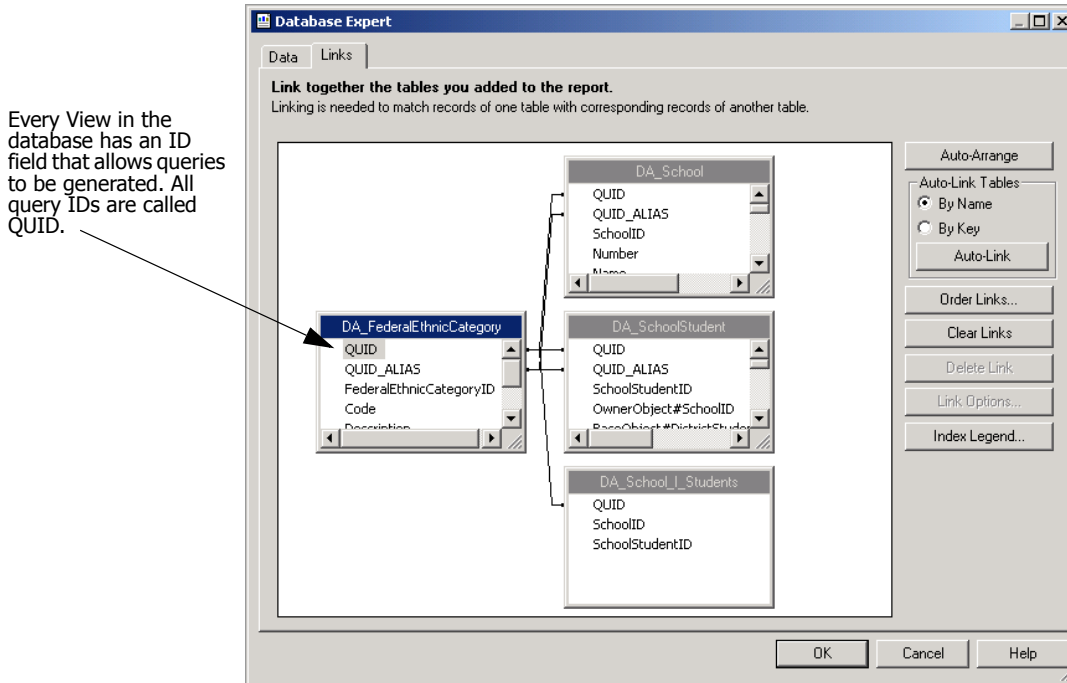 Database Expert
Data
Links
Link together the tables you added to the report.
Linking is needed to match records of one table with corresponding records of another table.
Every View in the
database has an ID
field that allows queries
to be generated. All
query IDs are called
QUID.
DA_School
QUID
QUID_ALIAS
SchoolID
Number
Name
DA_FederalEthnicCategory
QUID
QUID_ALIAS
FederalEthnicCategoryID
Code
Description
DA_SchoolStudent
QUID
QUID_ALIAS
SchoolStudentID
OwnerObject#SchoolID
DA_School_I_Students
QUID
SchoolID
SchoolStudentID
Auto-Arrange
Auto-Link Tables
By Name
By Key
Auto-Link
Order Links...
Clear Links
Delete Link
Link Options...
Index Legend...
OK
Cancel
Help